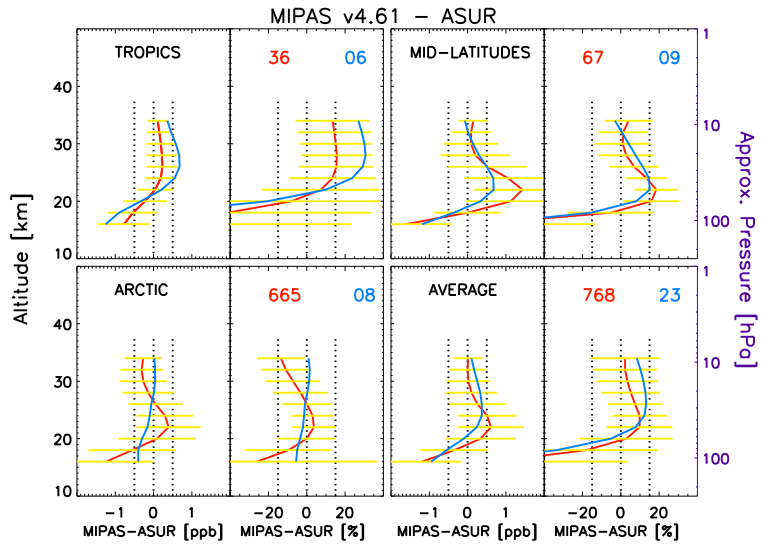 MIPAS v4.61 – ASUR
TROPICS 36 06 MID–LATITUDES 67 09
1
40
30
20
10
10
100
ARCTIC 665 08 AVERAGE 768 23
1
40
30
20
10
10
100
Altitude [km]
Approx. Pressure [hPa]
−1 0 1 −20 0 20 −1 0 1 −20 0 20
MIPAS−ASUR [ppb] MIPAS−ASUR [%] MIPAS−ASUR [ppb] MIPAS−ASUR [%]